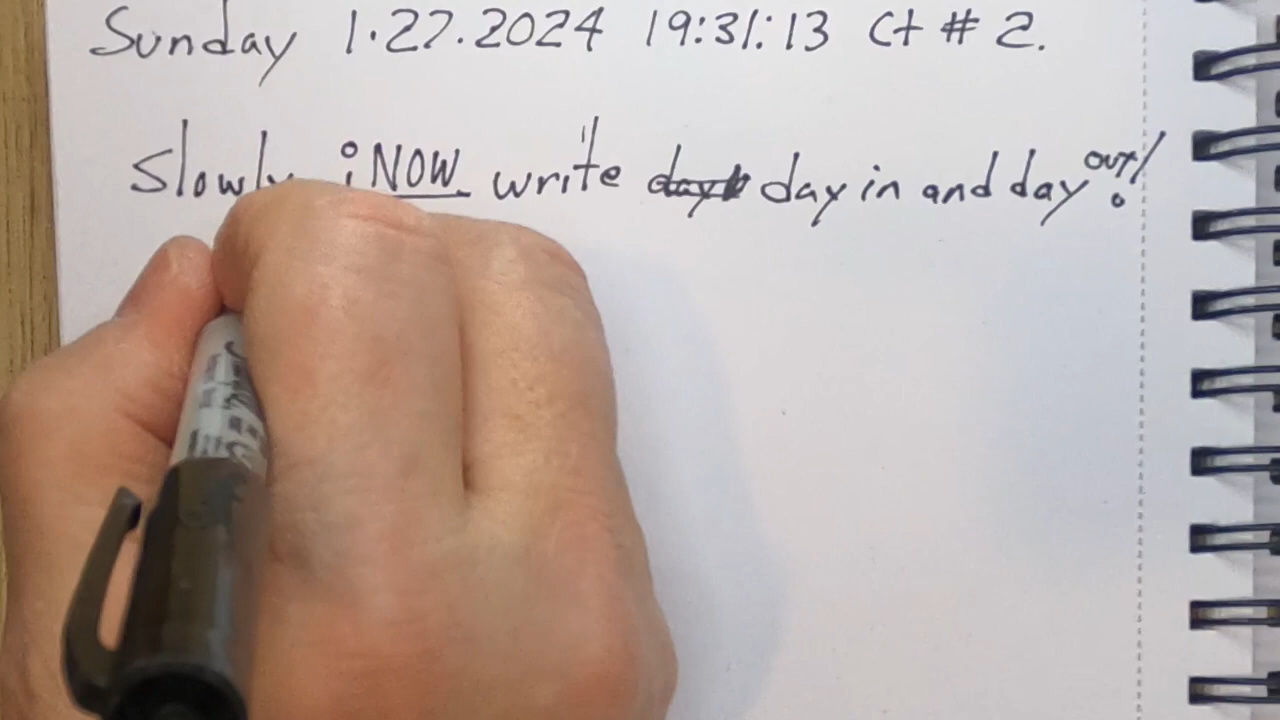 Sunday 1.27.2024 19:31:13 Ct # 2.
Slowly i NOW write day in and day out!